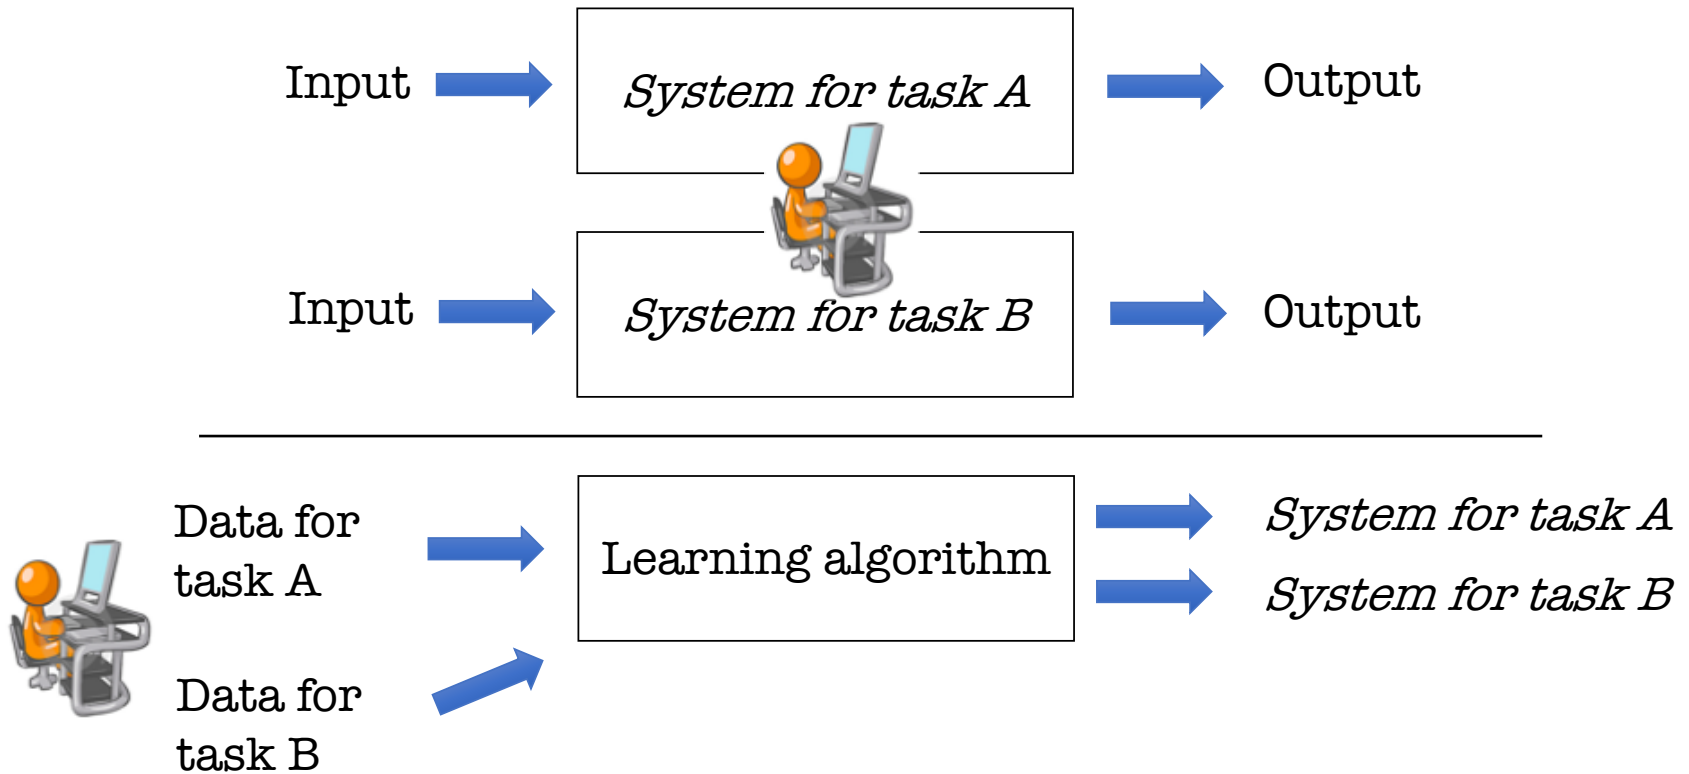 Input
System for task A
Output
Input
System for task B
Output
Data for
task A
Learning algorithm
System for task A
System for task B
Data for
task B